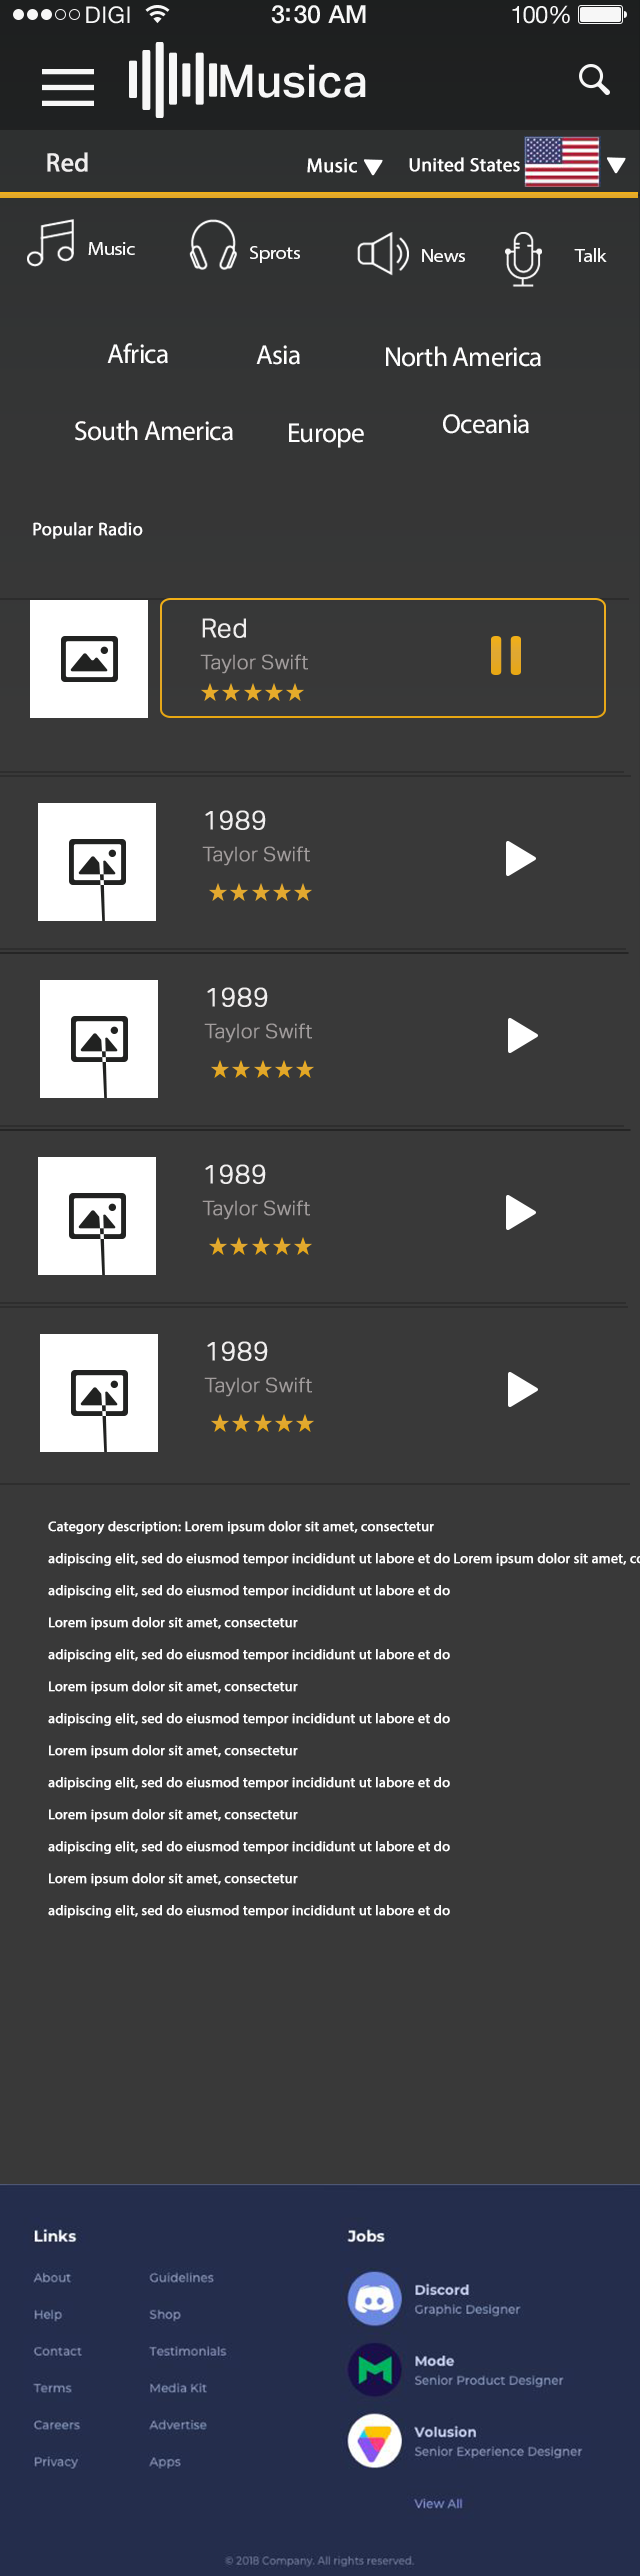 DIGI 3:30 AM 100%
Musica
Red Music United States
Music Sprots News Talk
Africa Asia North America
South America Europe Oceania
Popular Radio
Red
Taylor Swift
1989
Taylor Swift
1989
Taylor Swift
1989
Taylor Swift
1989
Taylor Swift
Category description: Lorem ipsum dolor sit amet, consectetur
adipiscing elit, sed do eiusmod tempor incididunt ut labore et do Lorem ipsum dolor sit amet, co
adipiscing elit, sed do eiusmod tempor incididunt ut labore et do
Lorem ipsum dolor sit amet, consectetur
adipiscing elit, sed do eiusmod tempor incididunt ut labore et do
Lorem ipsum dolor sit amet, consectetur
adipiscing elit, sed do eiusmod tempor incididunt ut labore et do
Lorem ipsum dolor sit amet, consectetur
adipiscing elit, sed do eiusmod tempor incididunt ut labore et do
Lorem ipsum dolor sit amet, consectetur
adipiscing elit, sed do eiusmod tempor incididunt ut labore et do
Lorem ipsum dolor sit amet, consectetur
adipiscing elit, sed do eiusmod tempor incididunt ut labore et do
Links
About Guidelines
Help Shop
Contact Testimonials
Terms Media Kit
Careers Advertise
Privacy Apps
Jobs
Discord
Graphic Designer
Mode
Senior Product Designer
Volusion
Senior Experience Designer
View All
© 2018 Company. All rights reserved.